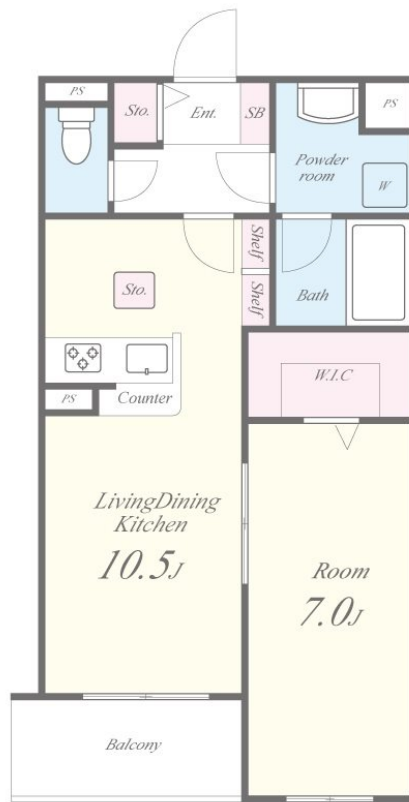 PS
Sto.
Ent.
SB
PS
Powder
room
W
Shelf
Sto.
Shelf
Bath
W.I.C
PS
Counter
LivingDining
Kitchen
10.5J
Room
7.0J
Balcony